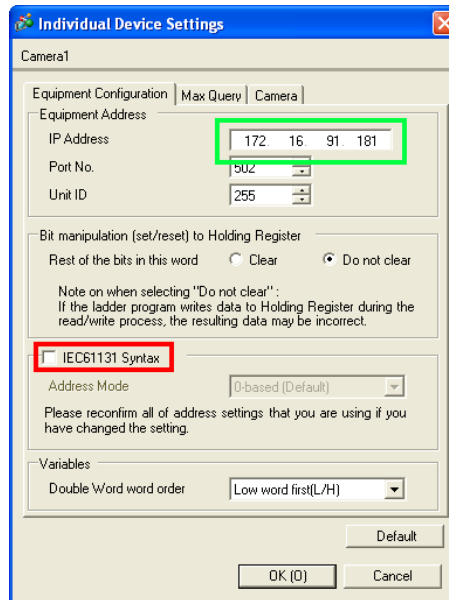 Individual Device Settings
Camera1
Equipment Configuration Max Query Camera
Equipment Address
IP Address 172. 16. 91. 181
Port No. 502
Unit ID 255
Bit manipulation (set/reset) to Holding Register
Rest of the bits in this word Clear Do not clear
Note on when selecting "Do not clear" :
If the ladder program writes data to Holding Register during the
read/write process, the resulting data may be incorrect.
IEC61131 Syntax
Address Mode 0-based (Default)
Please reconfirm all of address settings that you are using if you
have changed the setting.
Variables
Double Word word order Low word first(L/H)
Default
OK (O) Cancel